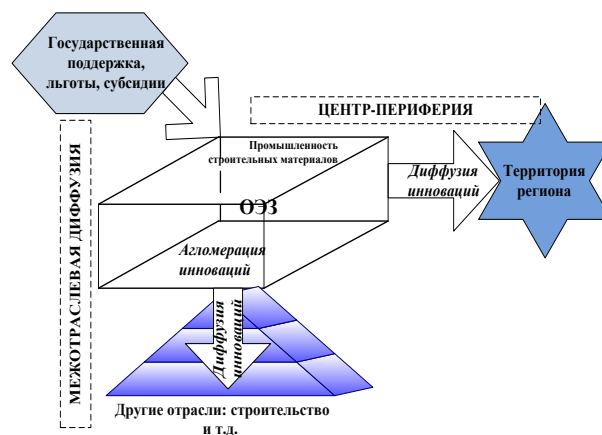 Государственная
поддержка,
льготы, субсидии
ЦЕНТР-ПЕРИФЕРИЯ
Промышленность
строительных материалов
Диффузия
инноваций
Территория
региона
ОЭЗ
МЕЖОТРАСЛЕВАЯ ДИФФУЗИЯ
Агломерация
инноваций
Диффузия
инноваций
Другие отрасли: строительство
и т.д.